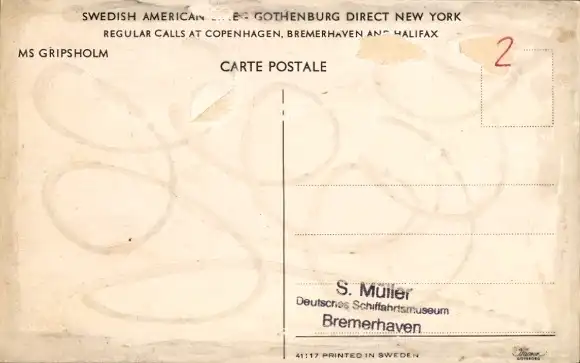 SWEDISH AMERICAN GOTHENBURG DIRECT NEW YORK
REGULAR CALLS AT COPENHAGEN, BREMERHAVEN AND HALIFAX
MS GRIPSHOLM
2
CARTE POSTALE
S. Müller
Deutsches Schiffahrtsmuseum
Bremerhaven
41117 PRINTED IN SWEDEN